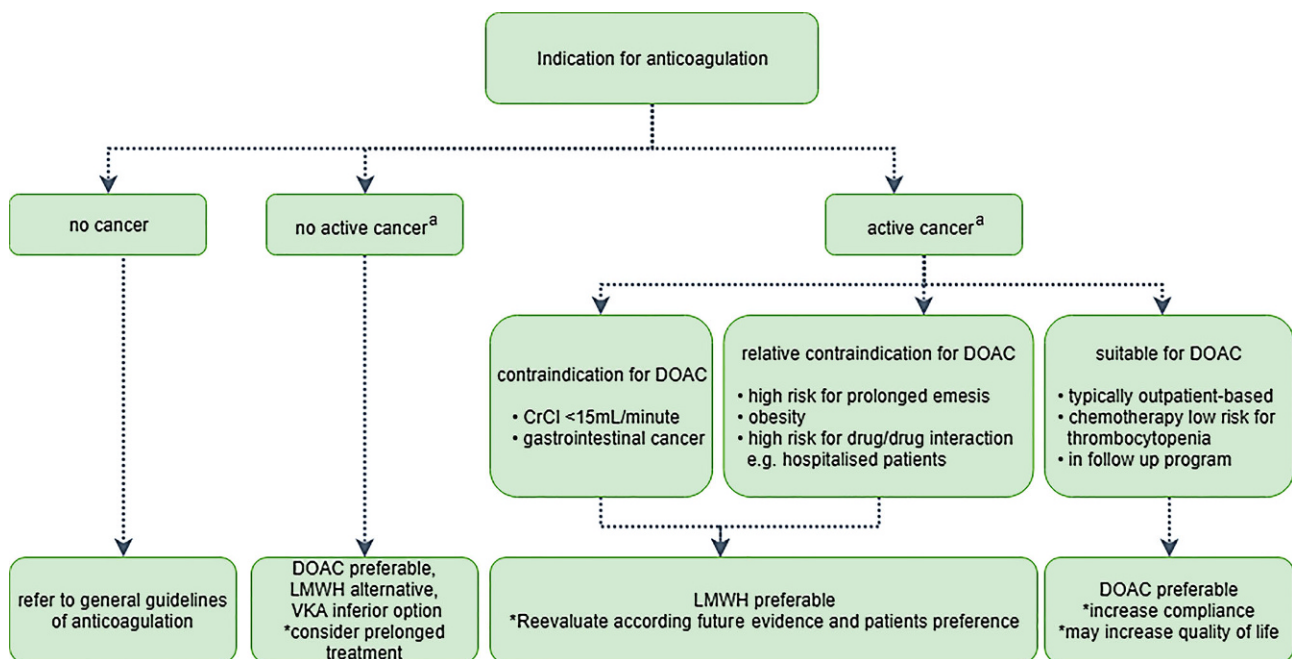 Indication for anticoagulation
no cancer
no active cancerᵃ
active cancerᵃ
contraindication for DOAC
• CrCl <15mL/minute
• gastrointestinal cancer
relative contraindication for DOAC
• high risk for prolonged emesis
• obesity
• high risk for drug/drug interaction
e.g. hospitalised patients
suitable for DOAC
• typically outpatient-based
• chemotherapy low risk for
thrombocytopenia
• in follow up program
refer to general guidelines
of anticoagulation
DOAC preferable,
LMWH alternative,
VKA inferior option
*consider prolonged
treatment
LMWH preferable
*Reevaluate according future evidence and patients preference
DOAC preferable
*increase compliance
*may increase quality of life